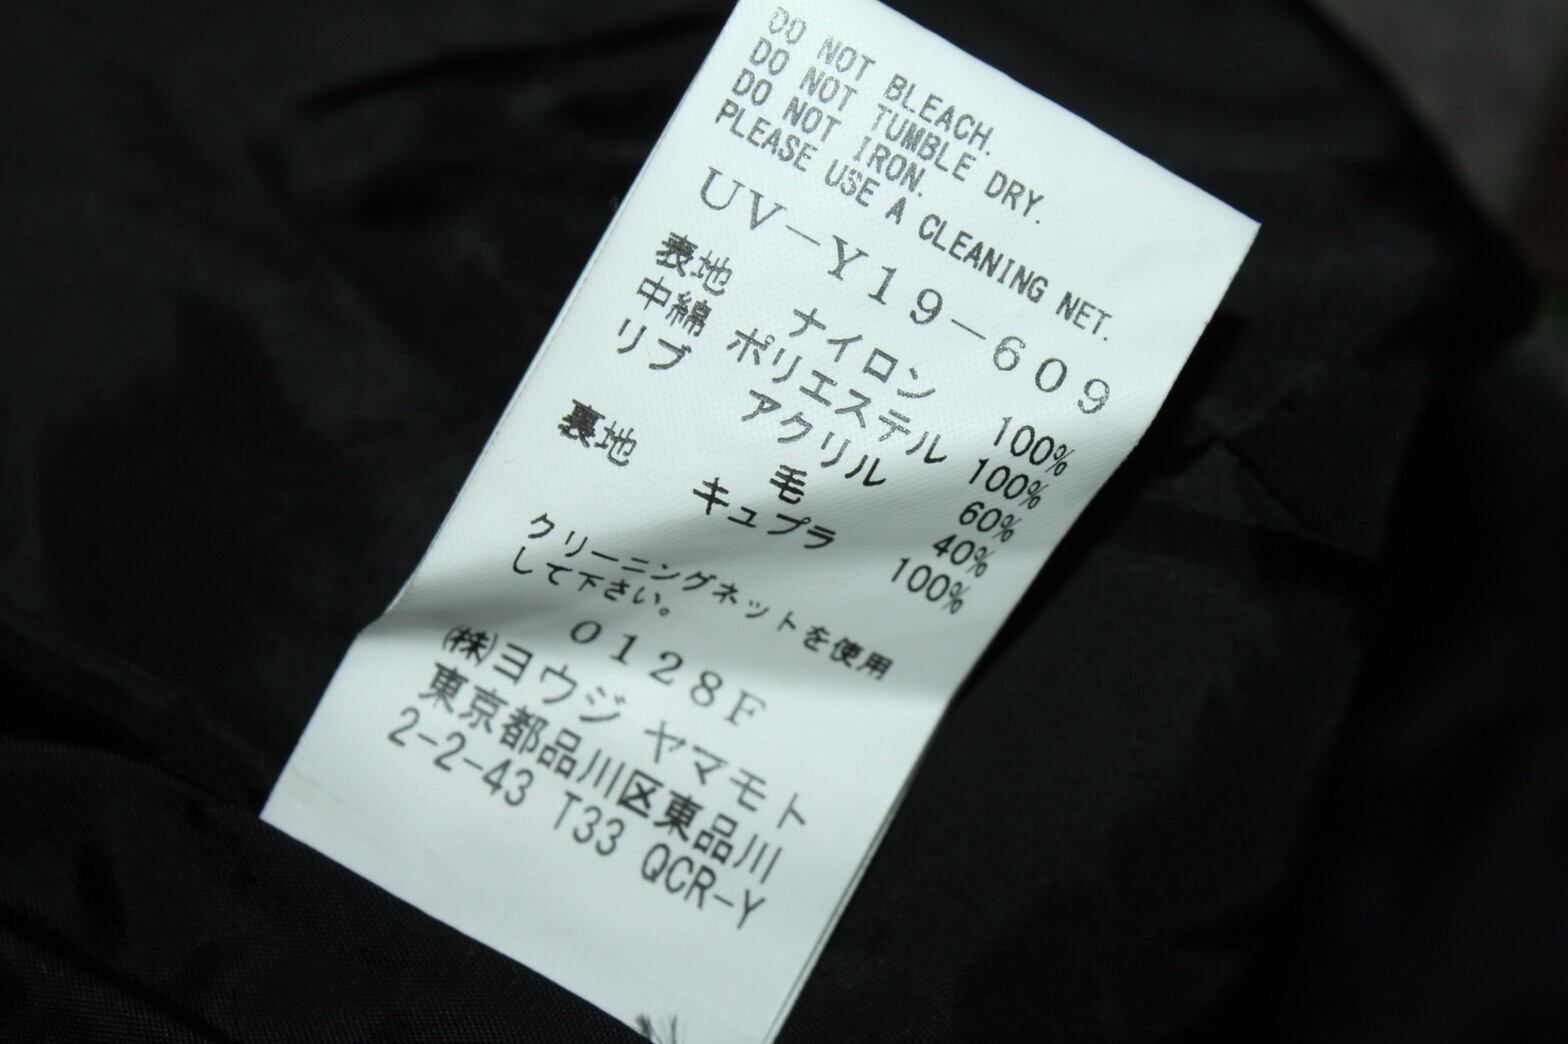 DO NOT BLEACH.
DO NOT TUMBLE DRY.
DO NOT IRON.
PLEASE USE A CLEANING NET.
UV-Y19-609
表地 ナイロン 100%
中綿 ポリエステル 100%
リブ アクリル 60%
毛 40%
裏地 キュプラ 100%
クリーニングネットを使用
して下さい。
0128F
㈱ヨウジ ヤマモト
東京都品川区東品川
2-2-43 T33 QCR-Y